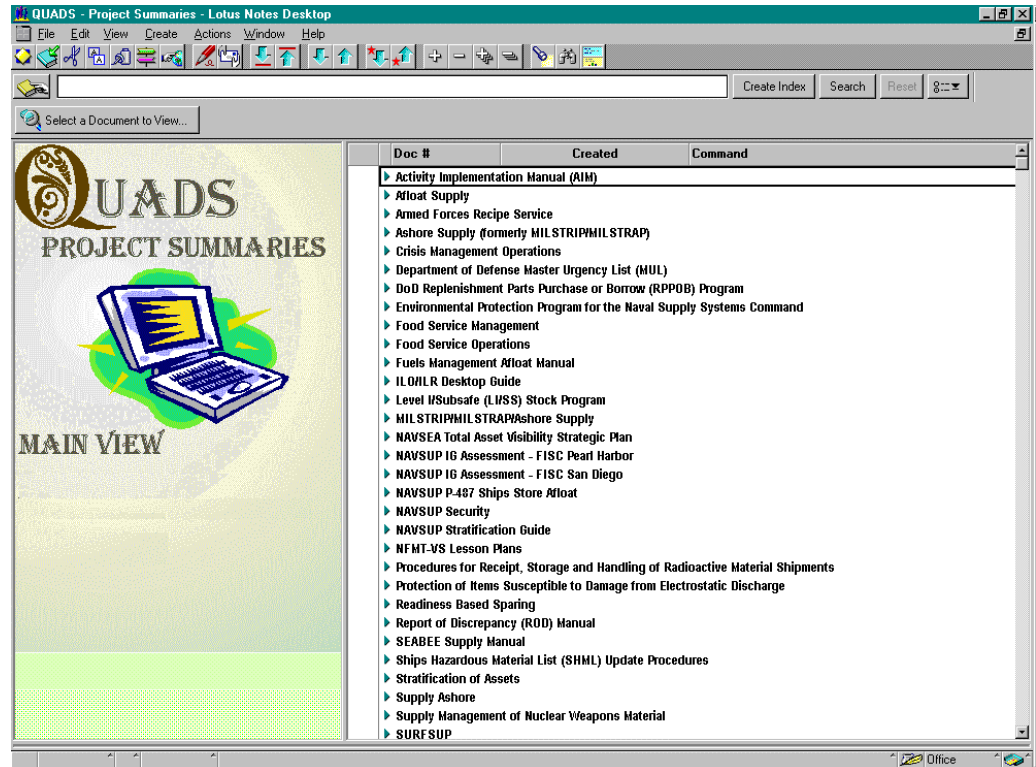 QUADS - Project Summaries - Lotus Notes Desktop
File Edit View Create Actions Window Help
Create Index Search Reset
Select a Document to View...
QUADS
PROJECT SUMMARIES
MAIN VIEW
Doc # Created Command
Activity Implementation Manual (AIM)
Afloat Supply
Armed Forces Recipe Service
Ashore Supply (formerly MILSTRIP/MILSTRAP)
Crisis Management Operations
Department of Defense Master Urgency List (MUL)
DoD Replenishment Parts Purchase or Borrow (RPPOB) Program
Environmental Protection Program for the Naval Supply Systems Command
Food Service Management
Food Service Operations
Fuels Management Afloat Manual
ILO/ILR Desktop Guide
Level I/Subsafe (LI/SS) Stock Program
MILSTRIP/MILSTRAP/Ashore Supply
NAVSEA Total Asset Visibility Strategic Plan
NAVSUP IG Assessment - FISC Pearl Harbor
NAVSUP IG Assessment - FISC San Diego
NAVSUP P-487 Ships Store Afloat
NAVSUP Security
NAVSUP Stratification Guide
NFMT-VS Lesson Plans
Procedures for Receipt, Storage and Handling of Radioactive Material Shipments
Protection of Items Susceptible to Damage from Electrostatic Discharge
Readiness Based Sparing
Report of Discrepancy (ROD) Manual
SEABEE Supply Manual
Ships Hazardous Material List (SHML) Update Procedures
Stratification of Assets
Supply Ashore
Supply Management of Nuclear Weapons Material
SURFSUP
Office